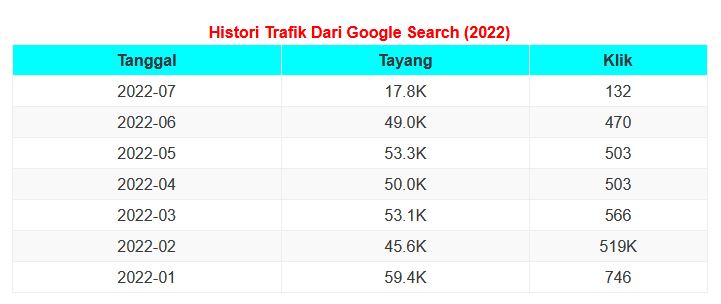 Histori Trafik Dari Google Search (2022)
Tanggal Tayang Klik
2022-07 17.8K 132
2022-06 49.0K 470
2022-05 53.3K 503
2022-04 50.0K 503
2022-03 53.1K 566
2022-02 45.6K 519K
2022-01 59.4K 746